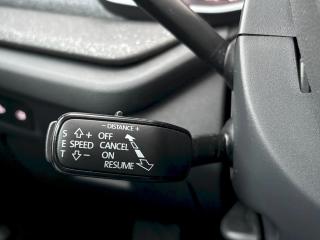 – DISTANCE +
S + OFF
E SPEED CANCEL
T – ON
RESUME